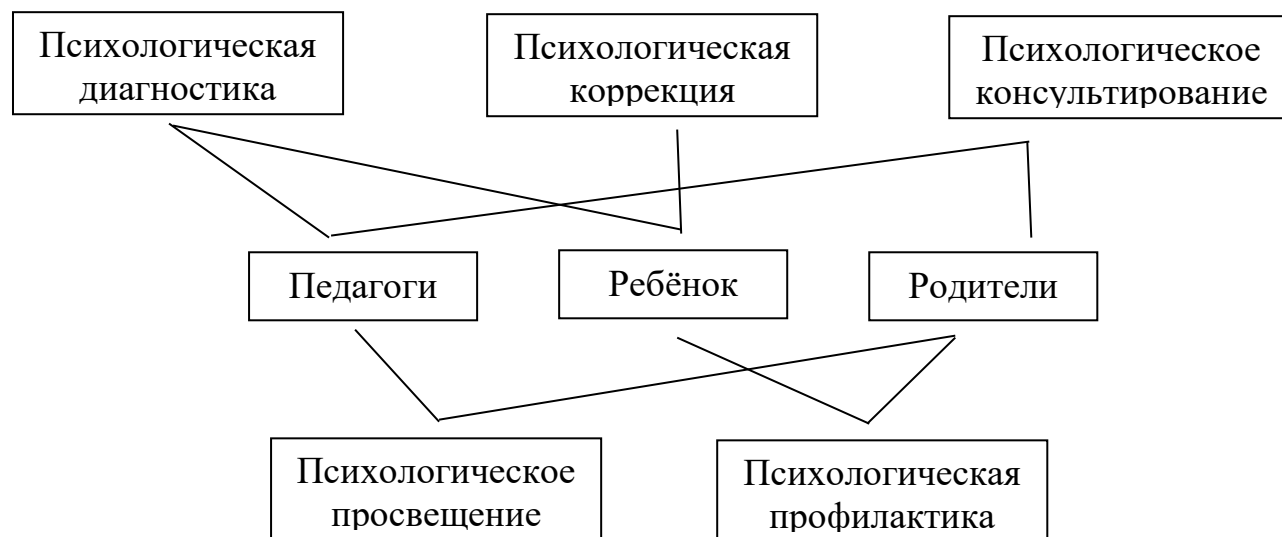 Психологическая
диагностика
Психологическая
коррекция
Психологическое
консультирование
Педагоги
Ребёнок
Родители
Психологическое
просвещение
Психологическая
профилактика